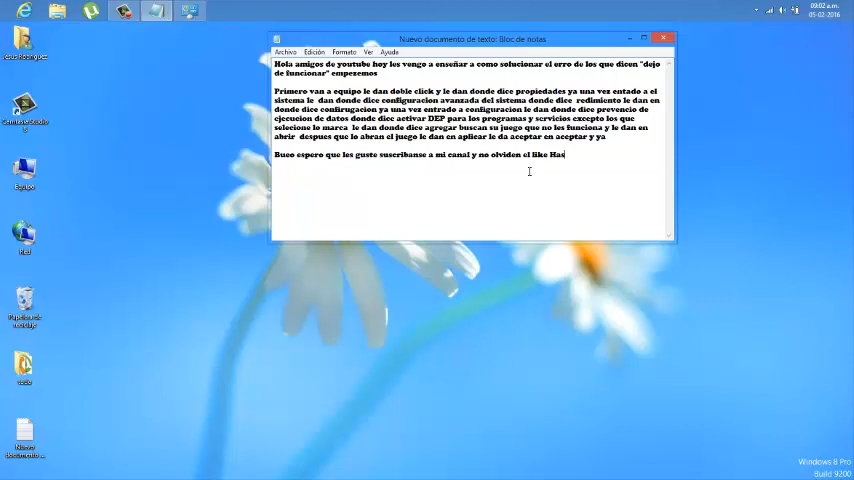 09:02 a.m.
05-02-2016
Nuevo documento de texto: Bloc de notas
Archivo Edición Formato Ver Ayuda
Hola amigos de youtube hoy les vengo a enseñar a como solucionar el erro de los que dicen "dejo
de funcionar" empezemos
Primero van a equipo le dan doble click y le dan donde dice propiedades ya una vez entado a el
sistema le dan donde dice configuracion avanzada del sistema donde dice redimiento le dan en
donde dice confirugacion ya una vez entrado a configuracion le dan donde dice prevencio de
ejecucion de datos donde dice activar DEP para los programas y servicios excepto los que
selecione lo marca le dan donde dice agregar buscan su juego que no les funciona y le dan en
abrir despues que lo abran el juego le dan en aplicar le da aceptar en aceptar y ya
Bueo espero que les guste suscribanse a mi canal y no olviden el like Has
Jesus Rodriguez
Camtasia Studio
8
Equipo
Red
Papelera de
reciclaje
Nuevo
documento ...
Windows 8 Pro
Build 9200